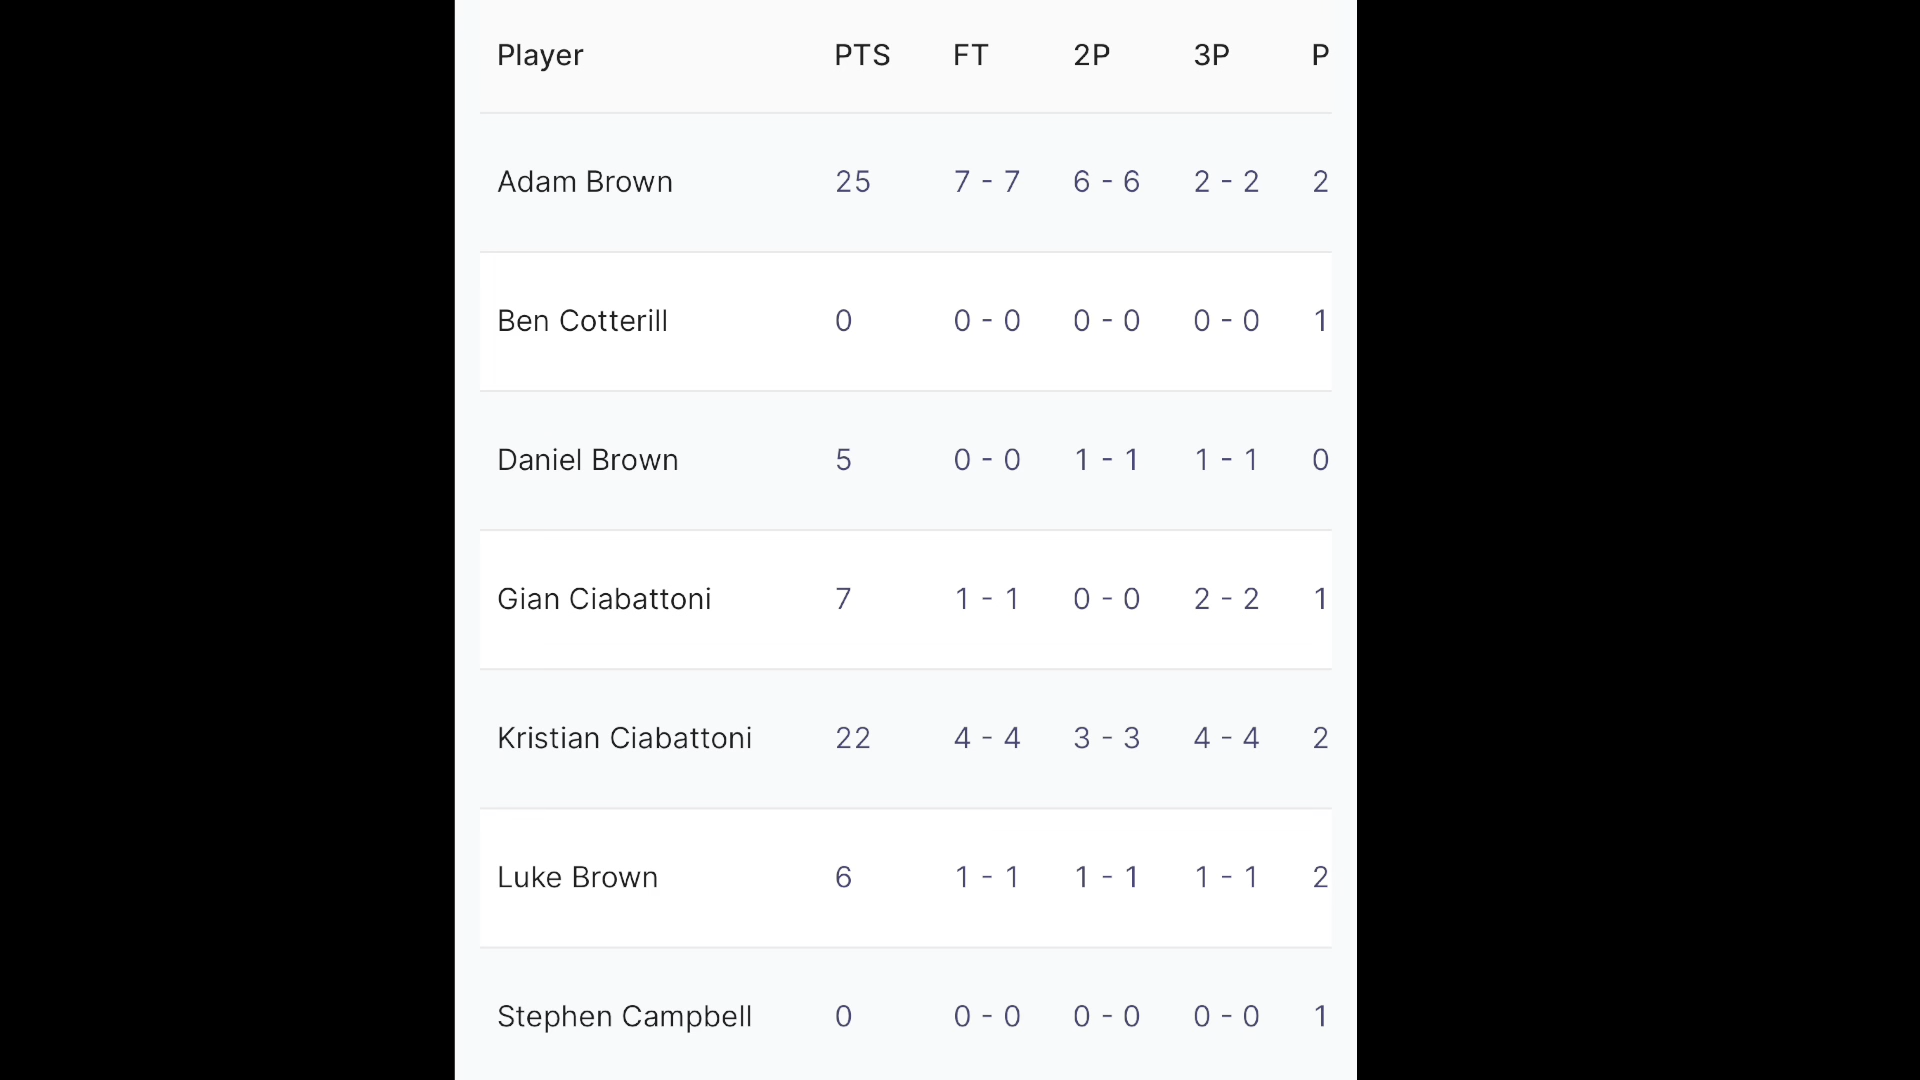 Player PTS FT 2P 3P P
Adam Brown 25 7 - 7 6 - 6 2 - 2 2
Ben Cotterill 0 0 - 0 0 - 0 0 - 0 1
Daniel Brown 5 0 - 0 1 - 1 1 - 1 0
Gian Ciabattoni 7 1 - 1 0 - 0 2 - 2 1
Kristian Ciabattoni 22 4 - 4 3 - 3 4 - 4 2
Luke Brown 6 1 - 1 1 - 1 1 - 1 2
Stephen Campbell 0 0 - 0 0 - 0 0 - 0 1